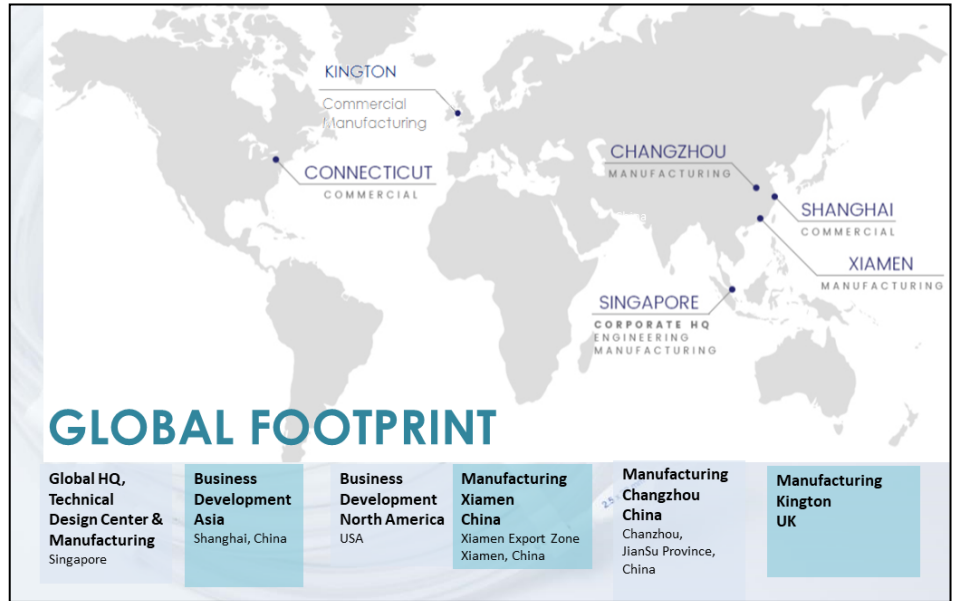 KINGTON
Commercial
Manufacturing
CONNECTICUT
COMMERCIAL
CHANGZHOU
MANUFACTURING
SHANGHAI
COMMERCIAL
XIAMEN
MANUFACTURING
SINGAPORE
CORPORATE HQ
ENGINEERING
MANUFACTURING
GLOBAL FOOTPRINT
Global HQ,
Technical
Design Center &
Manufacturing
Singapore
Business
Development
Asia
Shanghai, China
Business
Development
North America
USA
Manufacturing
Xiamen
China
Xiamen Export Zone
Xiamen, China
2.5
Manufacturing
Changzhou
China
Chanzhou,
JianSu Province,
China
Manufacturing
Kington
UK